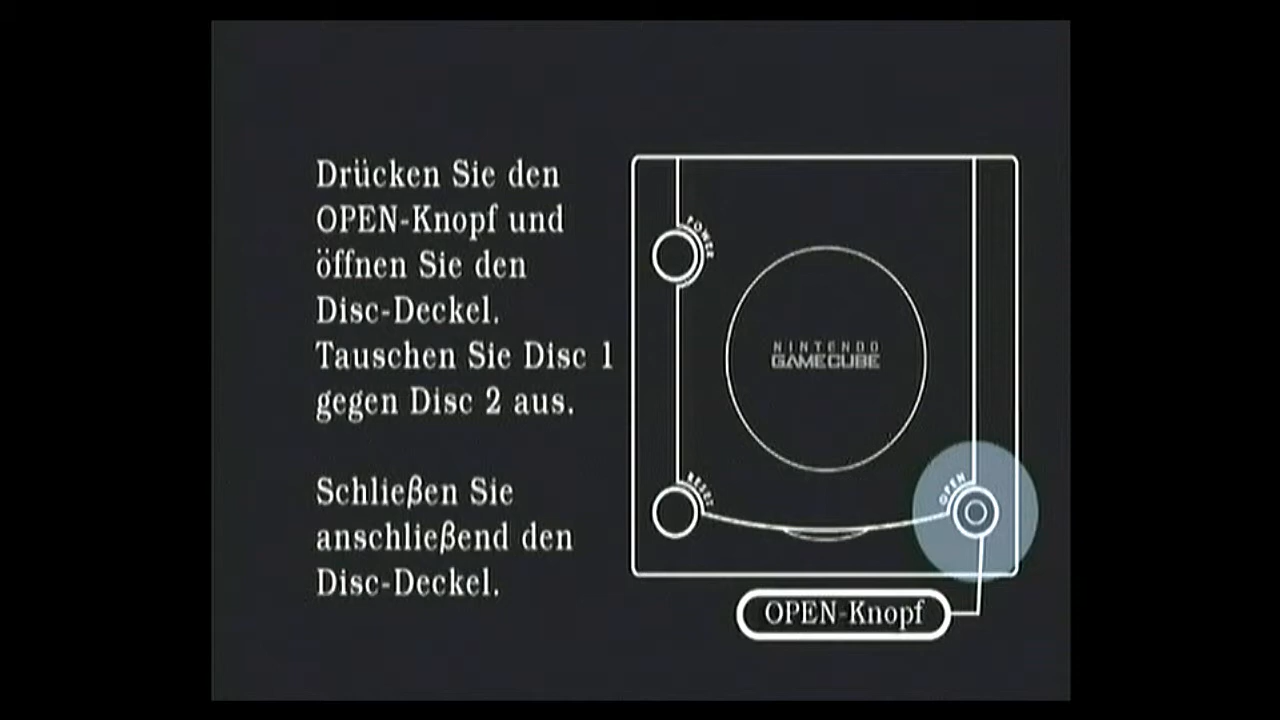 Drücken Sie den
OPEN-Knopf und
öffnen Sie den
Disc-Deckel.
Tauschen Sie Disc 1
gegen Disc 2 aus.
Schließen Sie
anschließend den
Disc-Deckel.
POWER
NINTENDO
GAMECUBE
RESET
OPEN
OPEN-Knopf